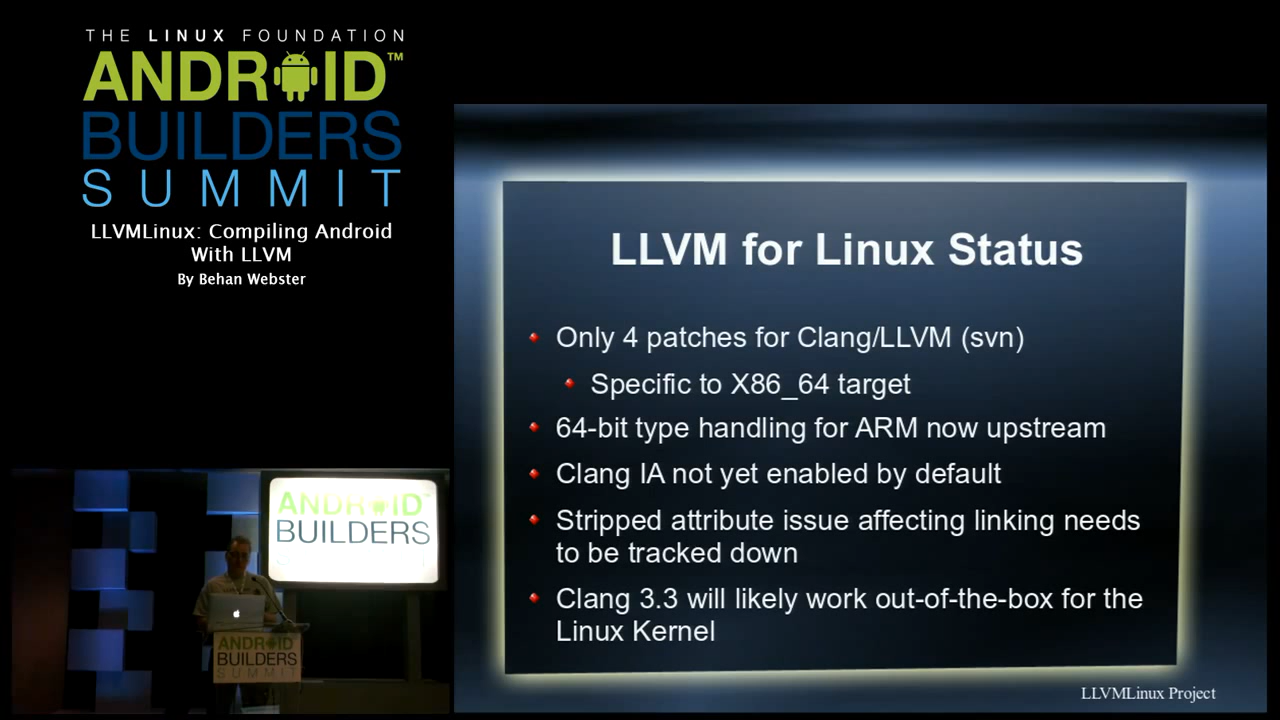 THE LINUX FOUNDATION
ANDROID™
BUILDERS
SUMMIT
LLVMLinux: Compiling Android
With LLVM
By Behan Webster
LLVM for Linux Status
Only 4 patches for Clang/LLVM (svn)
Specific to X86_64 target
64-bit type handling for ARM now upstream
Clang IA not yet enabled by default
Stripped attribute issue affecting linking needs
to be tracked down
Clang 3.3 will likely work out-of-the-box for the
Linux Kernel
LLVMLinux Project
ANDROID™
BUILDERS
ANDROID
BUILDERS
SUMMIT